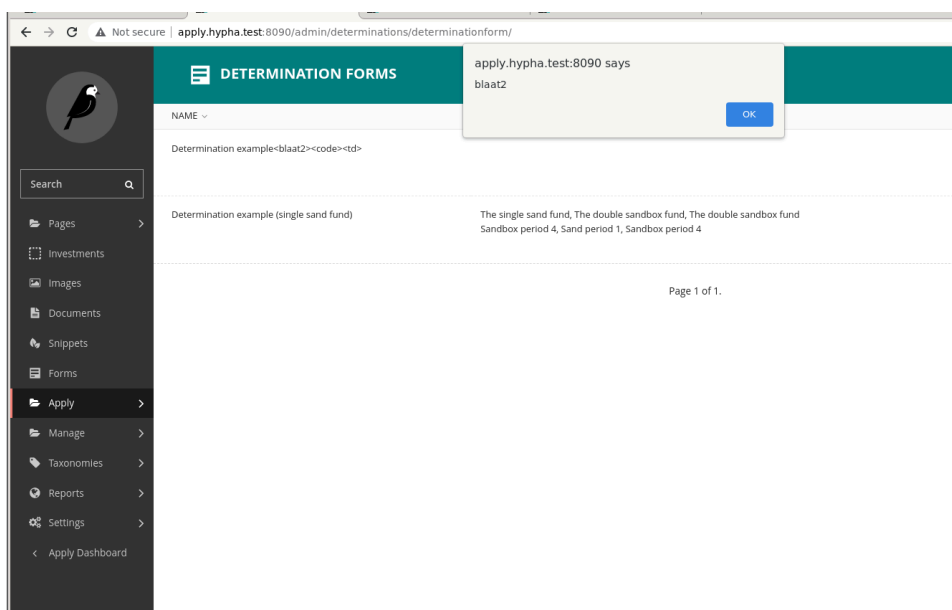 Not secure | apply.hypha.test:8090/admin/determinations/determinationform/
DETERMINATION FORMS
apply.hypha.test:8090 says
blaat2
OK
NAME
Determination example<blaat2><code><td>
Determination example (single sand fund)
The single sand fund, The double sandbox fund, The double sandbox fund
Sandbox period 4, Sand period 1, Sandbox period 4
Page 1 of 1.
Search
Pages
Investments
Images
Documents
Snippets
Forms
Apply
Manage
Taxonomies
Reports
Settings
Apply Dashboard